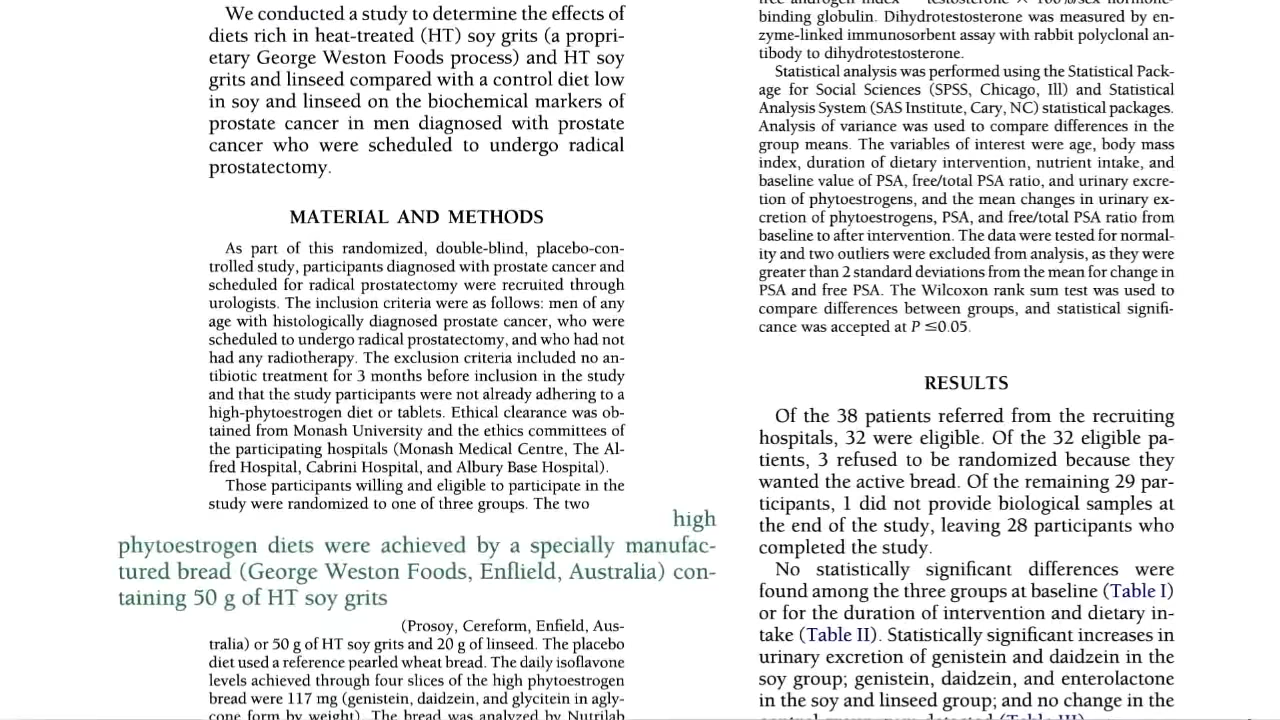 We conducted a study to determine the effects of
diets rich in heat-treated (HT) soy grits (a propri-
etary George Weston Foods process) and HT soy
grits and linseed compared with a control diet low
in soy and linseed on the biochemical markers of
prostate cancer in men diagnosed with prostate
cancer who were scheduled to undergo radical
prostatectomy.
MATERIAL AND METHODS
As part of this randomized, double-blind, placebo-con-
trolled study, participants diagnosed with prostate cancer and
scheduled for radical prostatectomy were recruited through
urologists. The inclusion criteria were as follows: men of any
age with histologically diagnosed prostate cancer, who were
scheduled to undergo radical prostatectomy, and who had not
had any radiotherapy. The exclusion criteria included no an-
tibiotic treatment for 3 months before inclusion in the study
and that the study participants were not already adhering to a
high-phytoestrogen diet or tablets. Ethical clearance was ob-
tained from Monash University and the ethics committees of
the participating hospitals (Monash Medical Centre, The Al-
fred Hospital, Cabrini Hospital, and Albury Base Hospital).
Those participants willing and eligible to participate in the
study were randomized to one of three groups. The two
high
phytoestrogen diets were achieved by a specially manufac-
tured bread (George Weston Foods, Enflield, Australia) con-
taining 50 g of HT soy grits
(Prosoy, Cereform, Enfield, Aus-
tralia) or 50 g of HT soy grits and 20 g of linseed. The placebo
diet used a reference pearled wheat bread. The daily isoflavone
levels achieved through four slices of the high phytoestrogen
bread were 117 mg (genistein, daidzein, and glycitein in agly-
cone form by weight). The bread was analyzed by Nutrilab
binding globulin. Dihydrotestosterone was measured by en-
zyme-linked immunosorbent assay with rabbit polyclonal an-
tibody to dihydrotestosterone.
Statistical analysis was performed using the Statistical Pack-
age for Social Sciences (SPSS, Chicago, Ill) and Statistical
Analysis System (SAS Institute, Cary, NC) statistical packages.
Analysis of variance was used to compare differences in the
group means. The variables of interest were age, body mass
index, duration of dietary intervention, nutrient intake, and
baseline value of PSA, free/total PSA ratio, and urinary excre-
tion of phytoestrogens, and the mean changes in urinary ex-
cretion of phytoestrogens, PSA, and free/total PSA ratio from
baseline to after intervention. The data were tested for normal-
ity and two outliers were excluded from analysis, as they were
greater than 2 standard deviations from the mean for change in
PSA and free PSA. The Wilcoxon rank sum test was used to
compare differences between groups, and statistical signifi-
cance was accepted at P ≤0.05.
RESULTS
Of the 38 patients referred from the recruiting
hospitals, 32 were eligible. Of the 32 eligible pa-
tients, 3 refused to be randomized because they
wanted the active bread. Of the remaining 29 par-
ticipants, 1 did not provide biological samples at
the end of the study, leaving 28 participants who
completed the study.
No statistically significant differences were
found among the three groups at baseline (Table I)
or for the duration of intervention and dietary in-
take (Table II). Statistically significant increases in
urinary excretion of genistein and daidzein in the
soy group; genistein, daidzein, and enterolactone
in the soy and linseed group; and no change in the